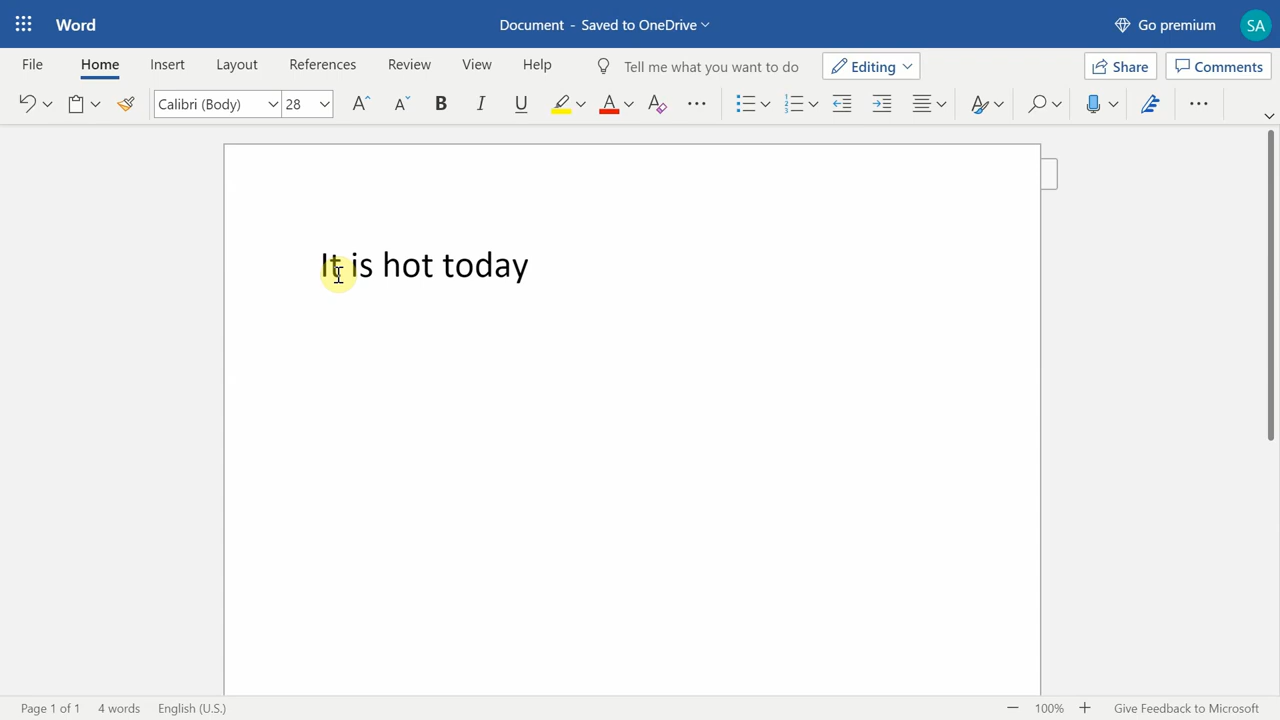 Word
Document - Saved to OneDrive
Go premium
SA
File
Home
Insert
Layout
References
Review
View
Help
Tell me what you want to do
Editing
Share
Comments
Calibri (Body)
28
It is hot today
Page 1 of 1
4 words
English (U.S.)
100%
Give Feedback to Microsoft